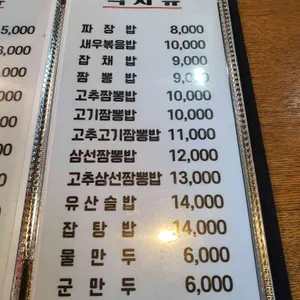 5,000
3,000
짜 장 밥 8,000
새우볶음밥 10,000
잡 채 밥 9,000
짬 뽕 밥 9,000
고추짬뽕밥 10,000
고기짬뽕밥 10,000
고추고기짬뽕밥 11,000
삼선짬뽕밥 12,000
고추삼선짬뽕밥 13,000
유 산 슬 밥 14,000
잡 탕 밥 14,000
물 만 두 6,000
군 만 두 6,000